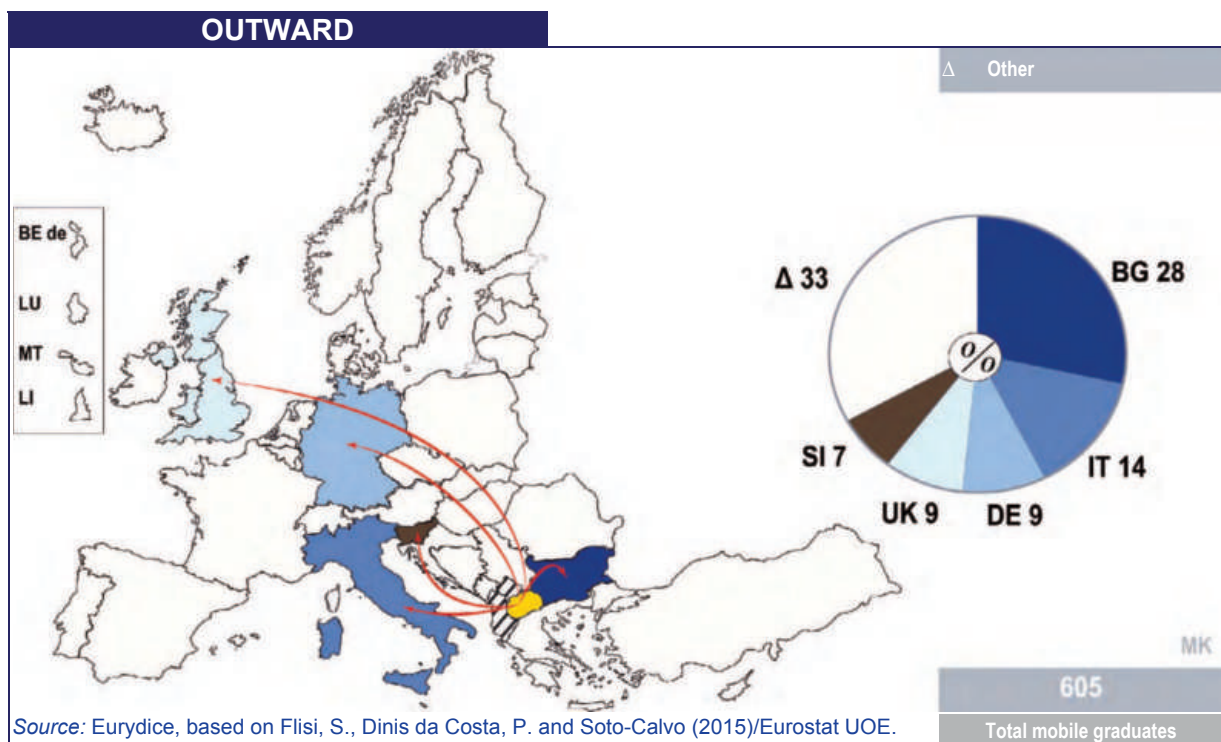 OUTWARD
Δ Other
BE de
LU
MT
LI
Δ 33
BG 28
%
SI 7
IT 14
UK 9
DE 9
MK
605
Source: Eurydice, based on Flisi, S., Dinis da Costa, P. and Soto-Calvo (2015)/Eurostat UOE.
Total mobile graduates